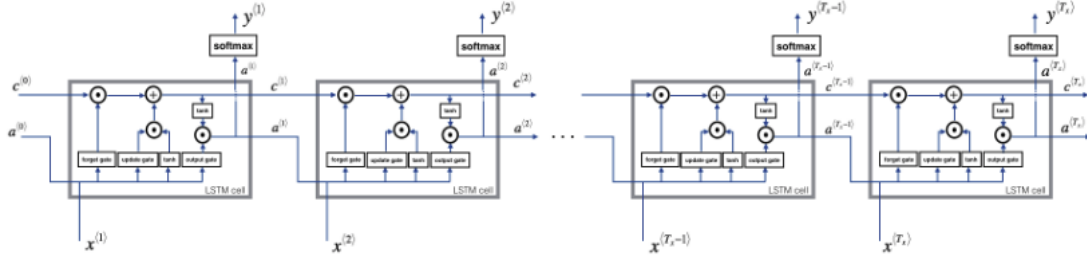 y⟨1⟩ y⟨2⟩ y⟨Tₓ−1⟩ y⟨Tₓ⟩
softmax softmax softmax softmax
a⟨1⟩ a⟨2⟩ a⟨Tₓ−1⟩ a⟨Tₓ⟩
c⟨0⟩ c⟨1⟩ c⟨2⟩ c⟨Tₓ−1⟩ c⟨Tₓ⟩
+ + + +
tanh tanh tanh tanh
a⟨0⟩ a⟨1⟩ a⟨2⟩ ... a⟨Tₓ−1⟩ a⟨Tₓ⟩
forget gate update gate tanh output gate forget gate update gate tanh output gate forget gate update gate tanh output gate forget gate update gate tanh output gate
LSTM cell LSTM cell LSTM cell LSTM cell
x⟨1⟩ x⟨2⟩ x⟨Tₓ−1⟩ x⟨Tₓ⟩